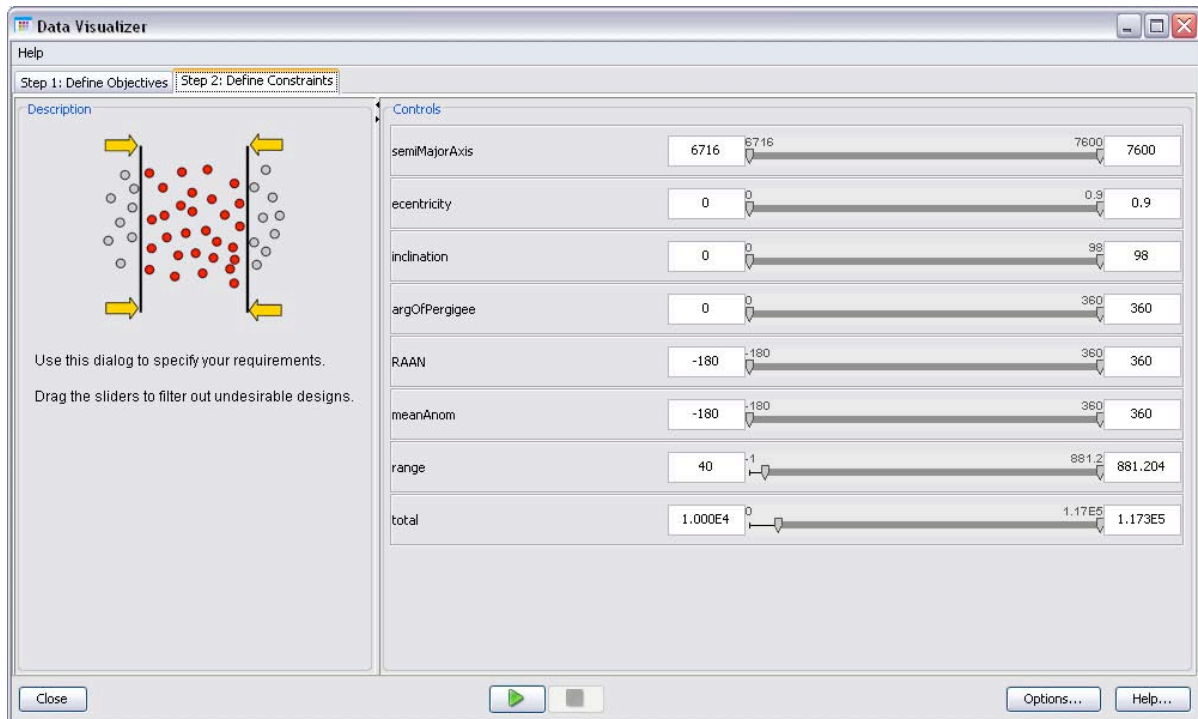 Data Visualizer
Help
Step 1: Define Objectives Step 2: Define Constraints
Description
Use this dialog to specify your requirements.
Drag the sliders to filter out undesirable designs.
Controls
semiMajorAxis 6716 6716 7600 7600
ecentricity 0 0 0.9 0.9
inclination 0 0 98 98
argOfPergigee 0 0 360 360
RAAN -180 -180 360 360
meanAnom -180 -180 360 360
range 40 -1 881.2 881.204
total 1.000E4 0 1.17E5 1.173E5
Close Options... Help...